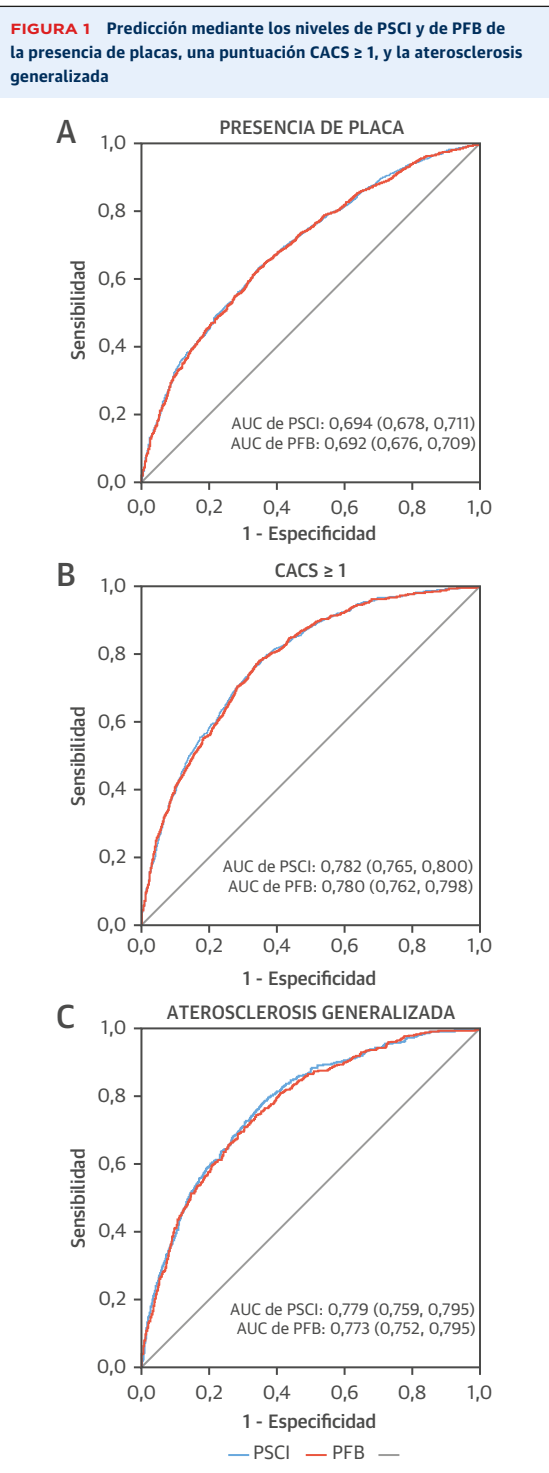 FIGURA 1 Predicción mediante los niveles de PSCI y de PFB de
la presencia de placas, una puntuación CACS ≥ 1, y la aterosclerosis
generalizada
A
PRESENCIA DE PLACA
1,0
0,8
0,6
0,4
0,2
0,0
Sensibilidad
AUC de PSCI: 0,694 (0,678, 0,711)
AUC de PFB: 0,692 (0,676, 0,709)
0,0 0,2 0,4 0,6 0,8 1,0
1 - Especificidad
B
CACS ≥ 1
1,0
0,8
0,6
0,4
0,2
0,0
Sensibilidad
AUC de PSCI: 0,782 (0,765, 0,800)
AUC de PFB: 0,780 (0,762, 0,798)
0,0 0,2 0,4 0,6 0,8 1,0
1 - Especificidad
C
ATEROSCLEROSIS GENERALIZADA
1,0
0,8
0,6
0,4
0,2
0,0
Sensibilidad
AUC de PSCI: 0,779 (0,759, 0,795)
AUC de PFB: 0,773 (0,752, 0,795)
0,0 0,2 0,4 0,6 0,8 1,0
1 - Especificidad
PSCI PFB